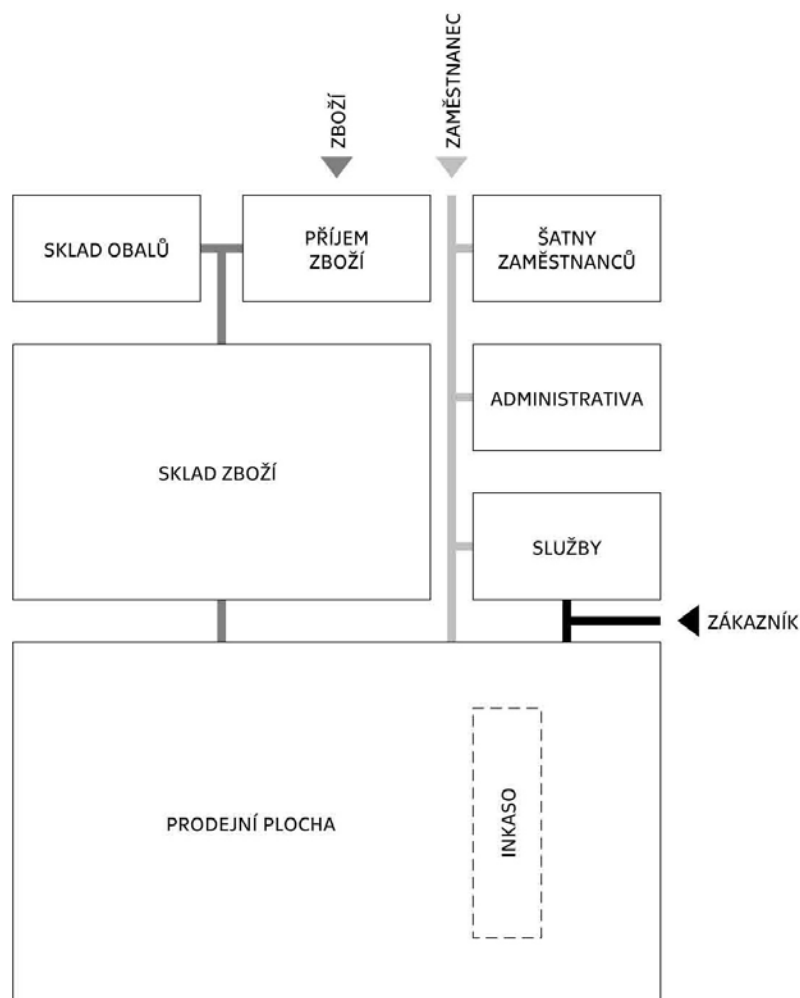 ZBOŽÍ
ZAMĚSTNANEC
SKLAD OBALŮ
PŘÍJEM
ZBOŽÍ
ŠATNY
ZAMĚSTNANCŮ
ADMINISTRATIVA
SKLAD ZBOŽÍ
SLUŽBY
ZÁKAZNÍK
PRODEJNÍ PLOCHA
INKASO